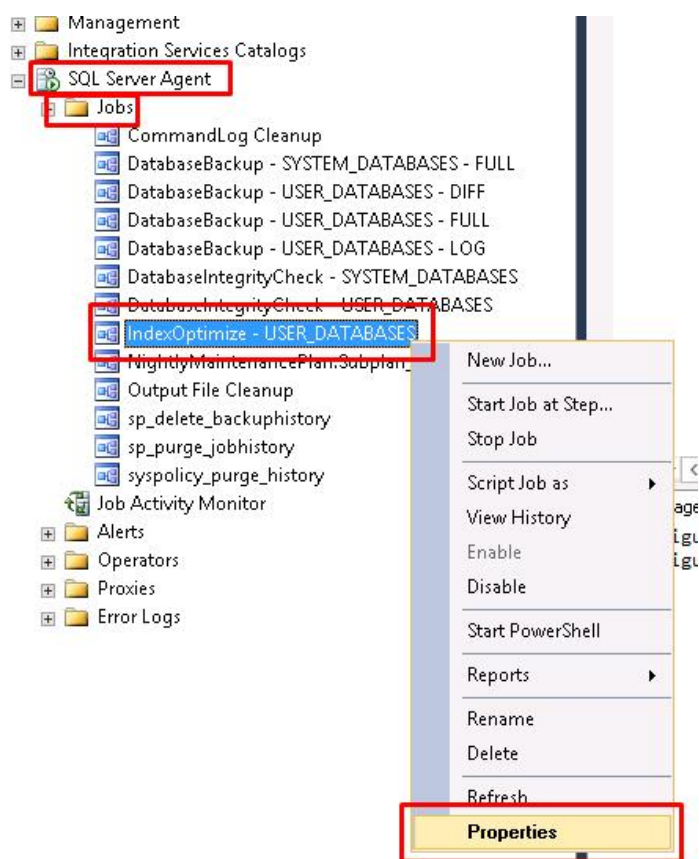 Management
Integration Services Catalogs
SQL Server Agent
Jobs
CommandLog Cleanup
DatabaseBackup - SYSTEM_DATABASES - FULL
DatabaseBackup - USER_DATABASES - DIFF
DatabaseBackup - USER_DATABASES - FULL
DatabaseBackup - USER_DATABASES - LOG
DatabaseIntegrityCheck - SYSTEM_DATABASES
DatabaseIntegrityCheck - USER_DATABASES
IndexOptimize - USER_DATABASES
NightlyMaintenancePlan.Subplan_
Output File Cleanup
sp_delete_backuphistory
sp_purge_jobhistory
syspolicy_purge_history
Job Activity Monitor
Alerts
Operators
Proxies
Error Logs
New Job...
Start Job at Step...
Stop Job
Script Job as
View History
Enable
Disable
Start PowerShell
Reports
Rename
Delete
Refresh
Properties